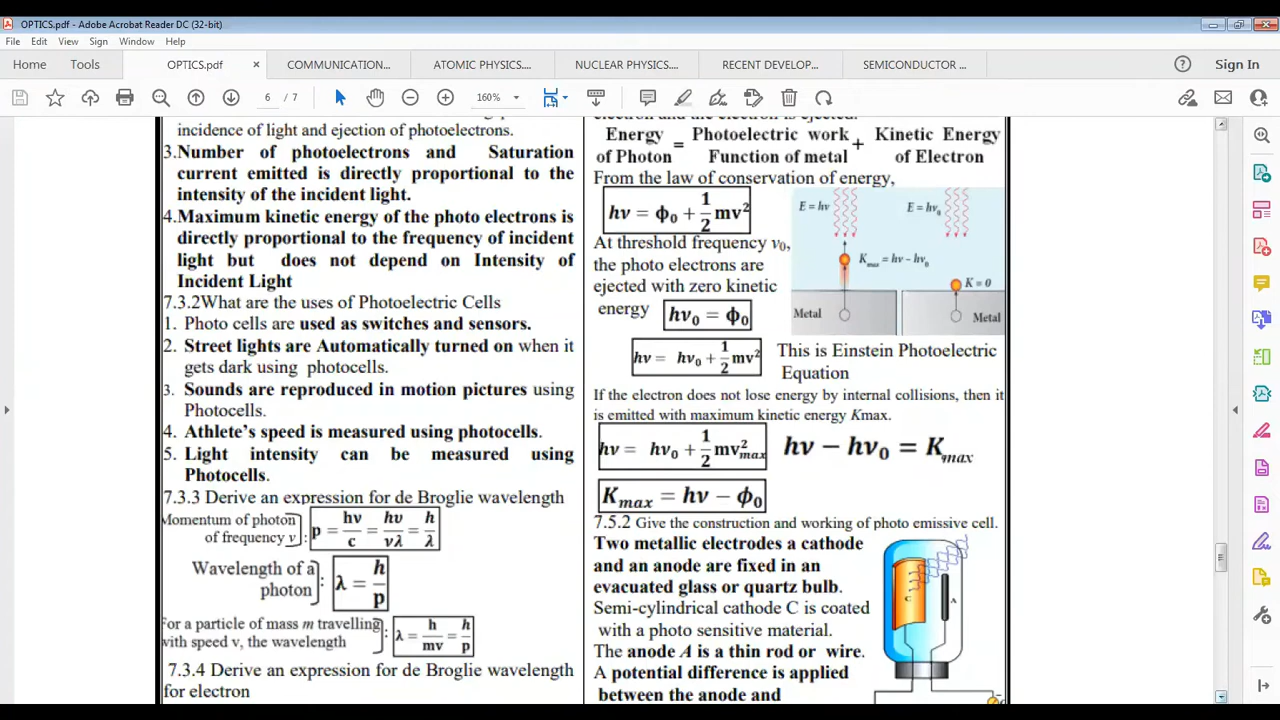 OPTICS.pdf - Adobe Acrobat Reader DC (32-bit)
File Edit View Sign Window Help
Home Tools OPTICS.pdf × COMMUNICATION... ATOMIC PHYSICS.... NUCLEAR PHYSICS.... RECENT DEVELOP... SEMICONDUCTOR ... Sign In
6 / 7 160%
incidence of light and ejection of photoelectrons.
3.Number of photoelectrons and Saturation
current emitted is directly proportional to the
intensity of the incident light.
4.Maximum kinetic energy of the photo electrons is
directly proportional to the frequency of incident
light but does not depend on Intensity of
Incident Light
7.3.2What are the uses of Photoelectric Cells
1. Photo cells are used as switches and sensors.
2. Street lights are Automatically turned on when it
gets dark using photocells.
3. Sounds are reproduced in motion pictures using
Photocells.
4. Athlete's speed is measured using photocells.
5. Light intensity can be measured using
Photocells.
7.3.3 Derive an expression for de Broglie wavelength
Momentum of photon
of frequency ν : p = hν/c = hυ/νλ = h/λ
Wavelength of a
photon : λ = h/p
For a particle of mass m travelling
with speed v, the wavelength : λ = h/mv = h/p
7.3.4 Derive an expression for de Broglie wavelength
for electron
electron and the electron is ejected.
Energy of Photon = Photoelectric work Function of metal + Kinetic Energy of Electron
From the law of conservation of energy,
hν = ϕ₀ + 1/2 mv²
At threshold frequency ν₀,
the photo electrons are
ejected with zero kinetic
energy hν₀ = ϕ₀
E = hν E = hν₀
Kmax = hν − hν₀
K = 0
Metal Metal
hν = hν₀ + 1/2 mv² This is Einstein Photoelectric
Equation
If the electron does not lose energy by internal collisions, then it
is emitted with maximum kinetic energy Kmax.
hν = hν₀ + 1/2 mv²max hν − hν₀ = Kmax
Kmax = hν − ϕ₀
7.5.2 Give the construction and working of photo emissive cell.
Two metallic electrodes a cathode
and an anode are fixed in an
evacuated glass or quartz bulb.
Semi-cylindrical cathode C is coated
with a photo sensitive material.
The anode A is a thin rod or wire.
A potential difference is applied
between the anode and
C A